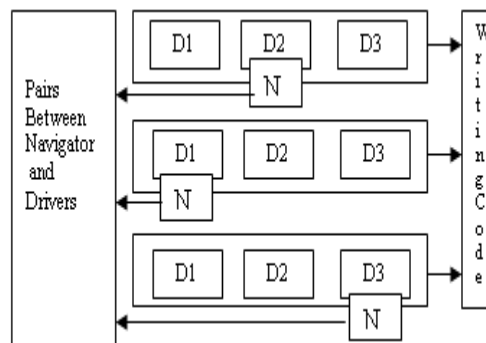 Pairs
Between
Navigator
and
Drivers
D1 D2 D3
N
D1 D2 D3
N
D1 D2 D3
N
W
r
i
t
i
n
g
C
o
d
e